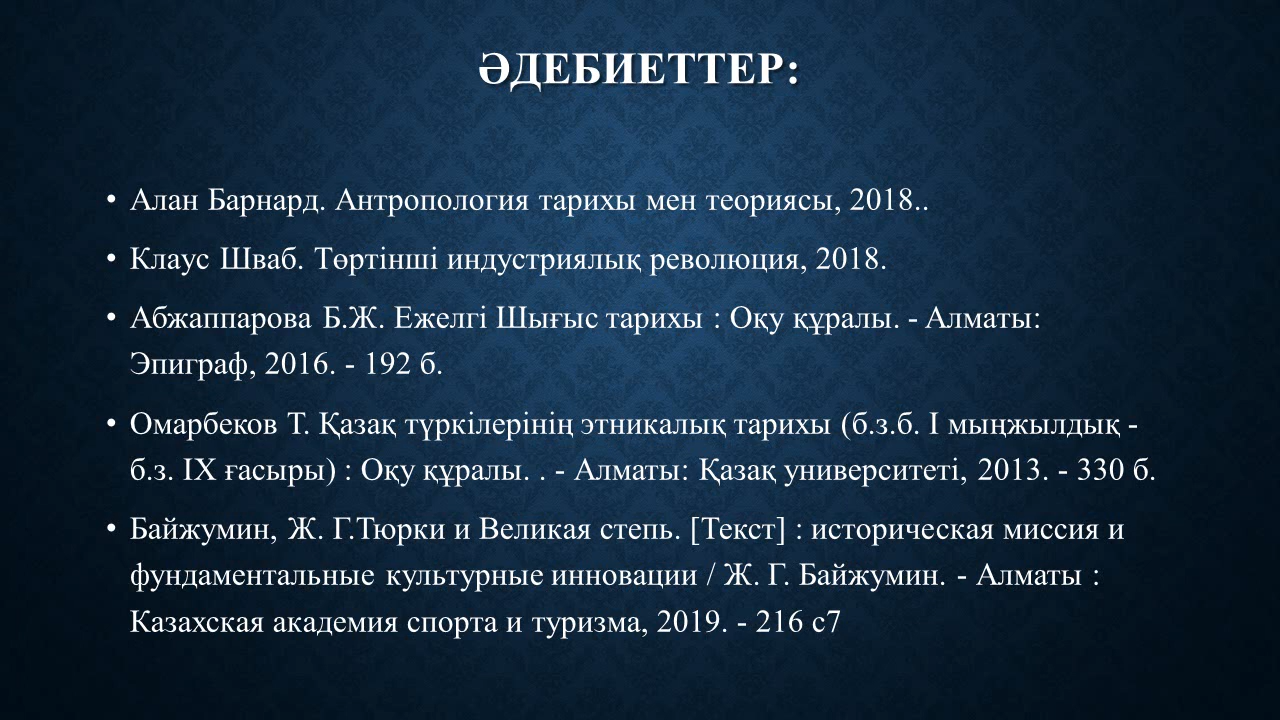 ӘДЕБИЕТТЕР:
• Алан Барнард. Антропология тарихы мен теориясы, 2018..
• Клаус Шваб. Төртінші индустриялық революция, 2018.
• Абжаппарова Б.Ж. Ежелгі Шығыс тарихы : Оқу құралы. - Алматы:
Эпиграф, 2016. - 192 б.
• Омарбеков Т. Қазақ түркілерінің этникалық тарихы (б.з.б. І мыңжылдық -
б.з. ІХ ғасыры) : Оқу құралы. . - Алматы: Қазақ университеті, 2013. - 330 б.
• Байжумин, Ж. Г.Тюрки и Великая степь. [Текст] : историческая миссия и
фундаментальные культурные инновации / Ж. Г. Байжумин. - Алматы :
Казахская академия спорта и туризма, 2019. - 216 с7